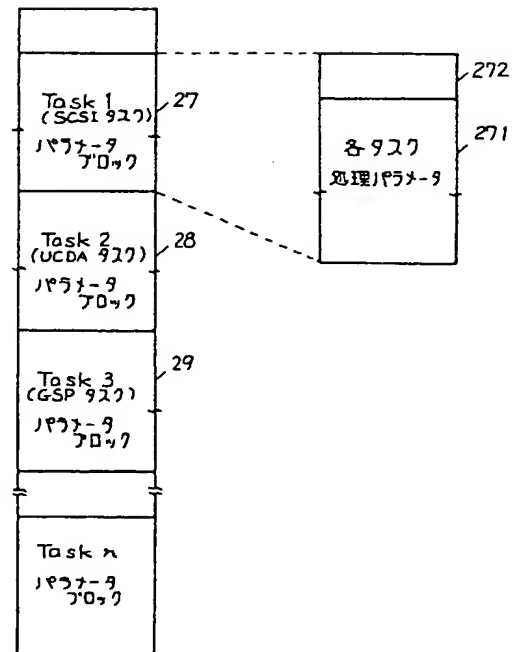 Task 1
(SCSI タスク)
パラメータ
ブロック
27
Task 2
(UCDA タスク)
パラメータ
ブロック
28
Task 3
(GSP タスク)
パラメータ
ブロック
29
Task n
パラメータ
ブロック
272
各タスク
処理パラメータ
271